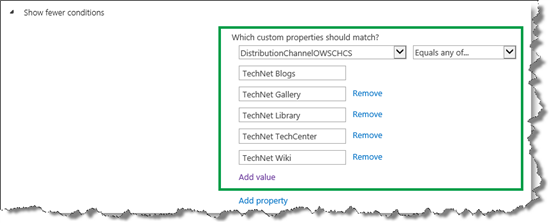 Show fewer conditions
Which custom properties should match?
DistributionChannelOWSCHCS Equals any of...
TechNet Blogs
TechNet Gallery Remove
TechNet Library Remove
TechNet TechCenter Remove
TechNet Wiki Remove
Add value
Add property